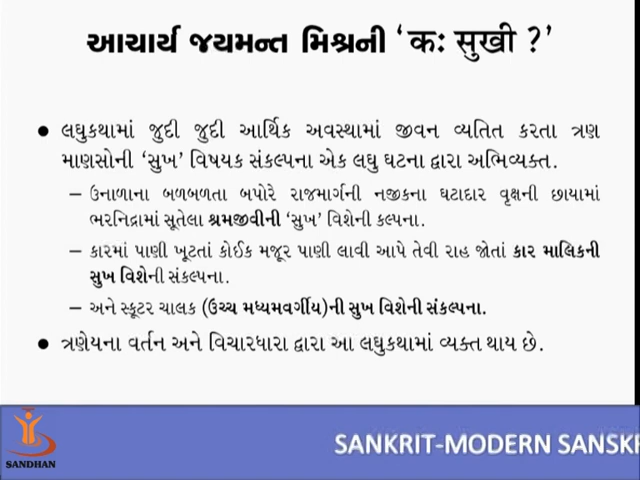 આચાર્ય જયમન્ત મિશ્રની ‘कः सुखी ?’
• લઘુકથામાં જુદી જુદી આર્થિક અવસ્થામાં જીવન વ્યતિત કરતા ત્રણ
માણસોની ‘સુખ’ વિષયક સંકલ્પના એક લઘુ ઘટના દ્વારા અભિવ્યક્ત.
– ઉનાળાના બળબળતા બપોરે રાજમાર્ગની નજીકના ઘટાદાર વૃક્ષની છાયામાં
ભરનિદ્રામાં સૂતેલા શ્રમજીવીની ‘સુખ’ વિશેની કલ્પના.
– કારમાં પાણી ખૂટતાં કોઈક મજૂર પાણી લાવી આપે તેવી રાહ જોતાં કાર માલિકની
સુખ વિશેની સંકલ્પના.
– અને સ્કૂટર ચાલક (ઉચ્ચ મધ્યમવર્ગીય)ની સુખ વિશેની સંકલ્પના.
• ત્રણેયના વર્તન અને વિચારધારા દ્વારા આ લઘુકથામાં વ્યક્ત થાય છે.
SANDHAN
SANKRIT-MODERN SANSKR